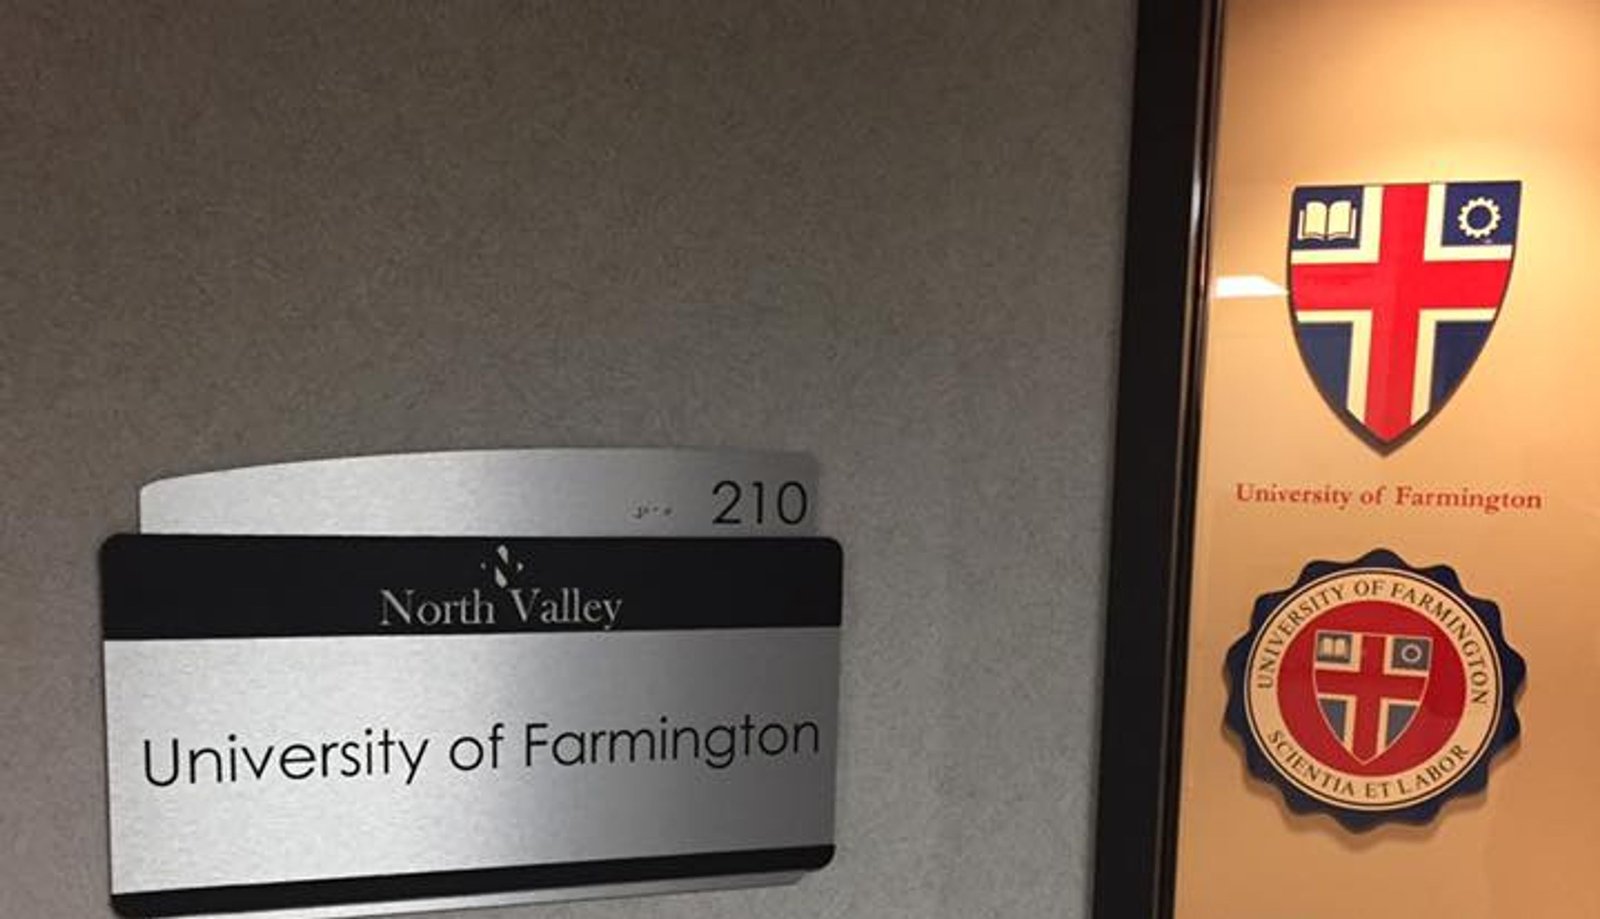 210
North Valley
University of Farmington
University of Farmington
UNIVERSITY OF FARMINGTON
SCIENTIA ET LABOR